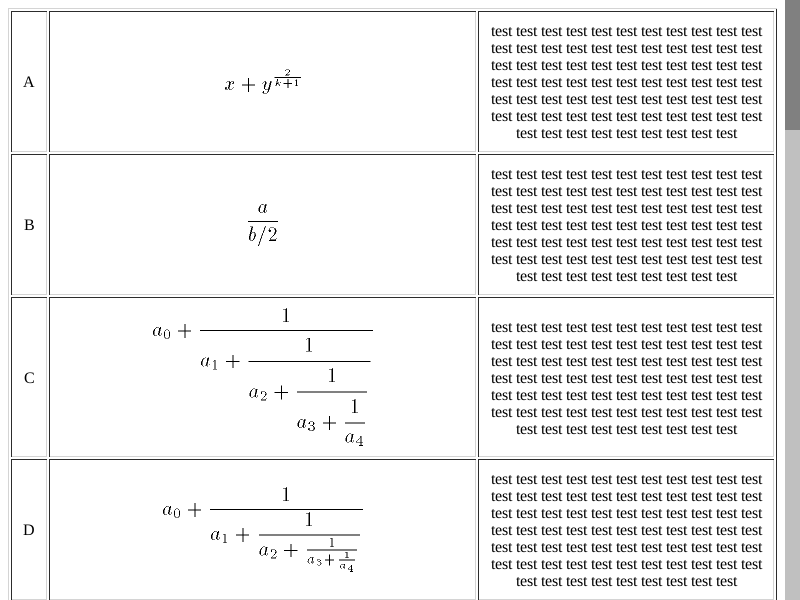 A
x + y^{\frac{2}{k+1}}
test test test test test test test test test test test
test test test test test test test test test test test
test test test test test test test test test test test
test test test test test test test test test test test
test test test test test test test test test test test
test test test test test test test test test test test
test test test test test test test test test
B
\frac{a}{b/2}
test test test test test test test test test test test
test test test test test test test test test test test
test test test test test test test test test test test
test test test test test test test test test test test
test test test test test test test test test test test
test test test test test test test test test test test
test test test test test test test test test
C
a_0 + \frac{1}{a_1 + \frac{1}{a_2 + \frac{1}{a_3 + \frac{1}{a_4}}}}
test test test test test test test test test test test
test test test test test test test test test test test
test test test test test test test test test test test
test test test test test test test test test test test
test test test test test test test test test test test
test test test test test test test test test test test
test test test test test test test test test
D
a_0 + \frac{1}{a_1 + \frac{1}{a_2 + \frac{1}{a_3 + \frac{1}{a_4}}}}
test test test test test test test test test test test
test test test test test test test test test test test
test test test test test test test test test test test
test test test test test test test test test test test
test test test test test test test test test test test
test test test test test test test test test test test
test test test test test test test test test